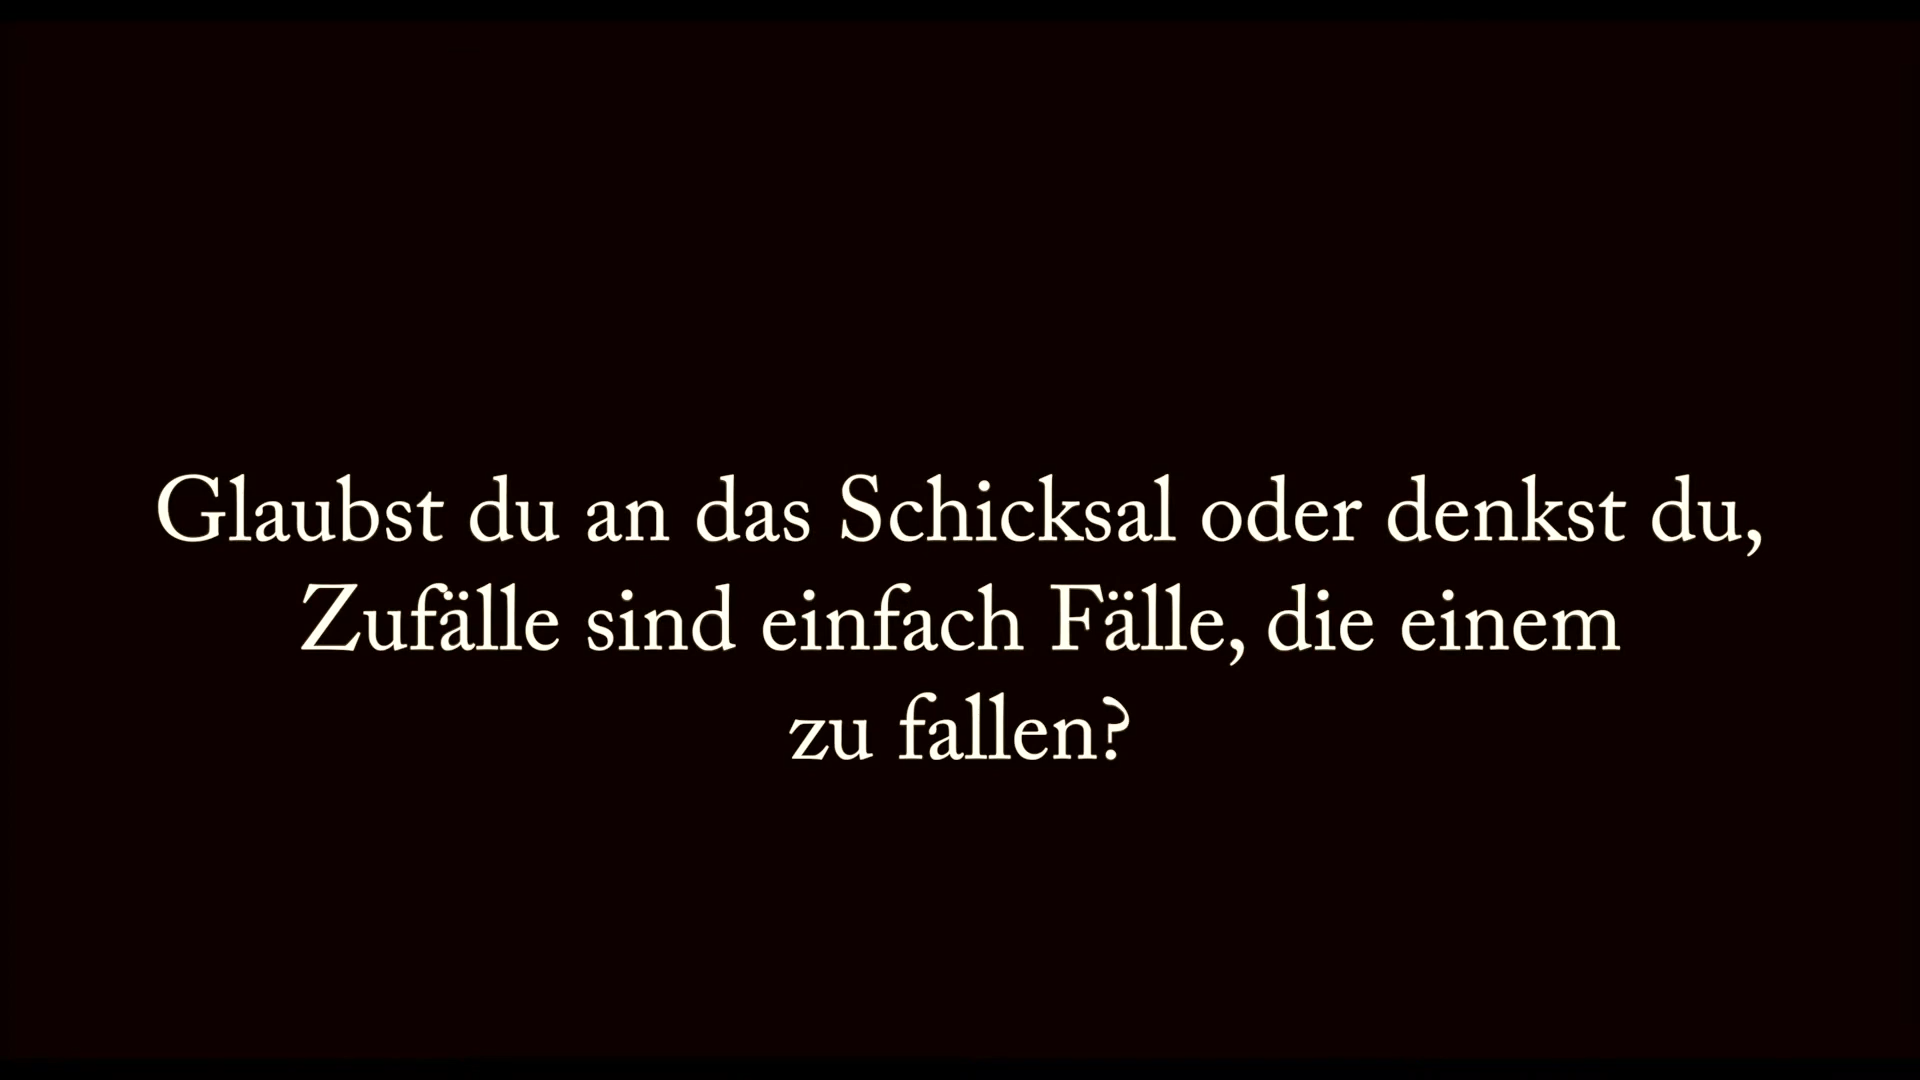 Glaubst du an das Schicksal oder denkst du,
Zufälle sind einfach Fälle, die einem
zu fallen?